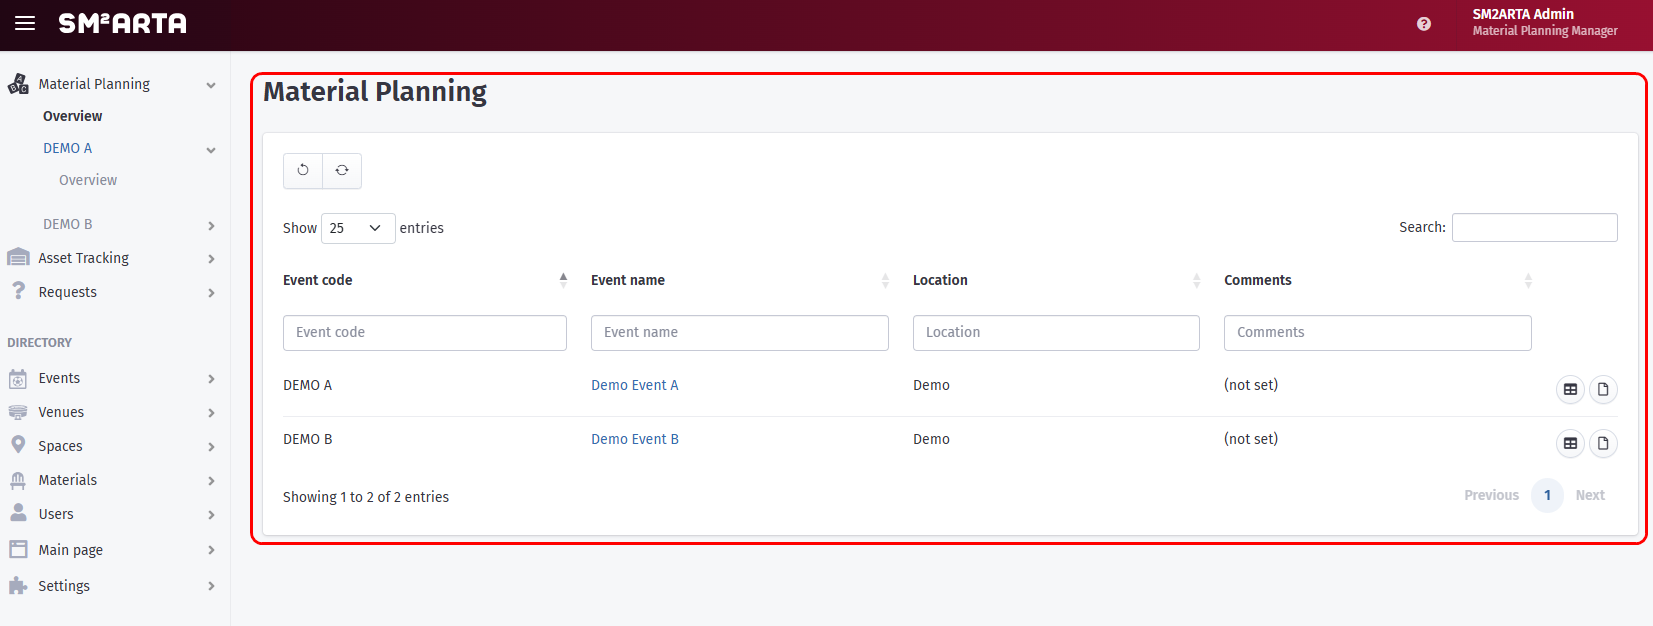 SM²ARTA
SM2ARTA Admin
Material Planning Manager
Material Planning
Overview
DEMO A
Overview
DEMO B
Asset Tracking
Requests
DIRECTORY
Events
Venues
Spaces
Materials
Users
Main page
Settings
Material Planning
Show 25 entries
Search:
Event code Event name Location Comments
Event code Event name Location Comments
DEMO A Demo Event A Demo (not set)
DEMO B Demo Event B Demo (not set)
Showing 1 to 2 of 2 entries
Previous 1 Next